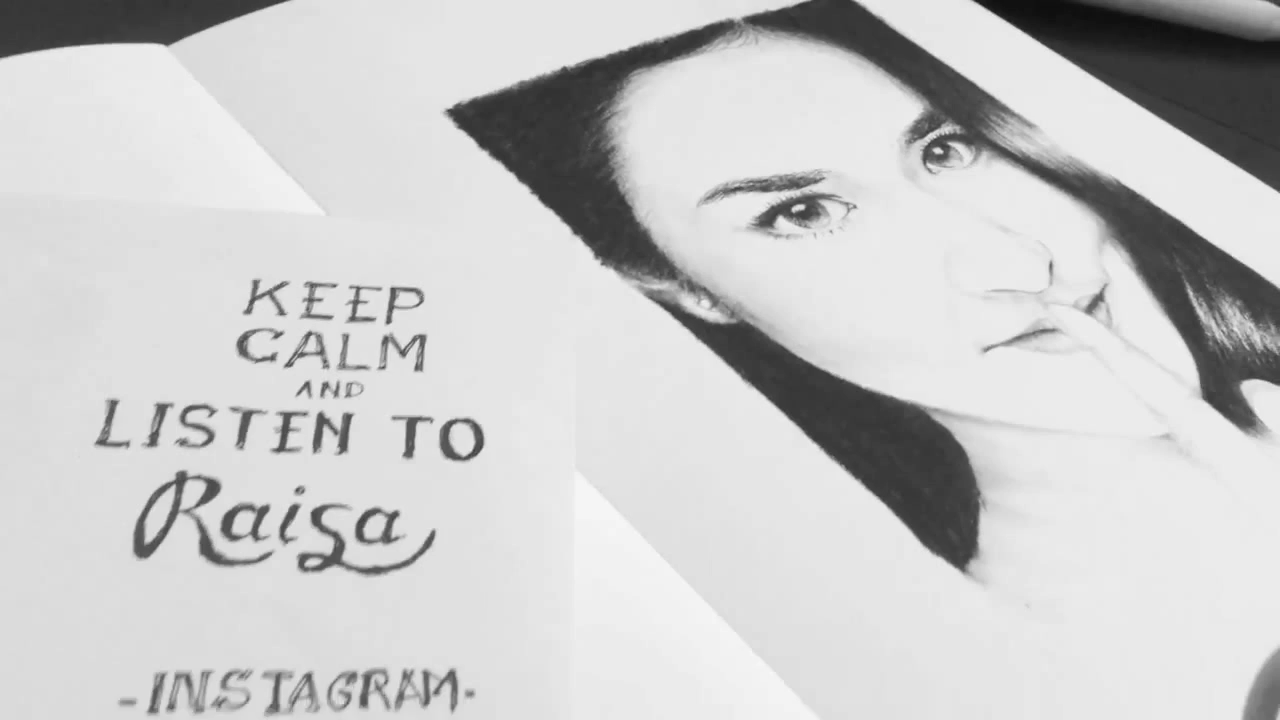 KEEP
CALM
AND
LISTEN TO
Raisa
-INSTAGRAM-